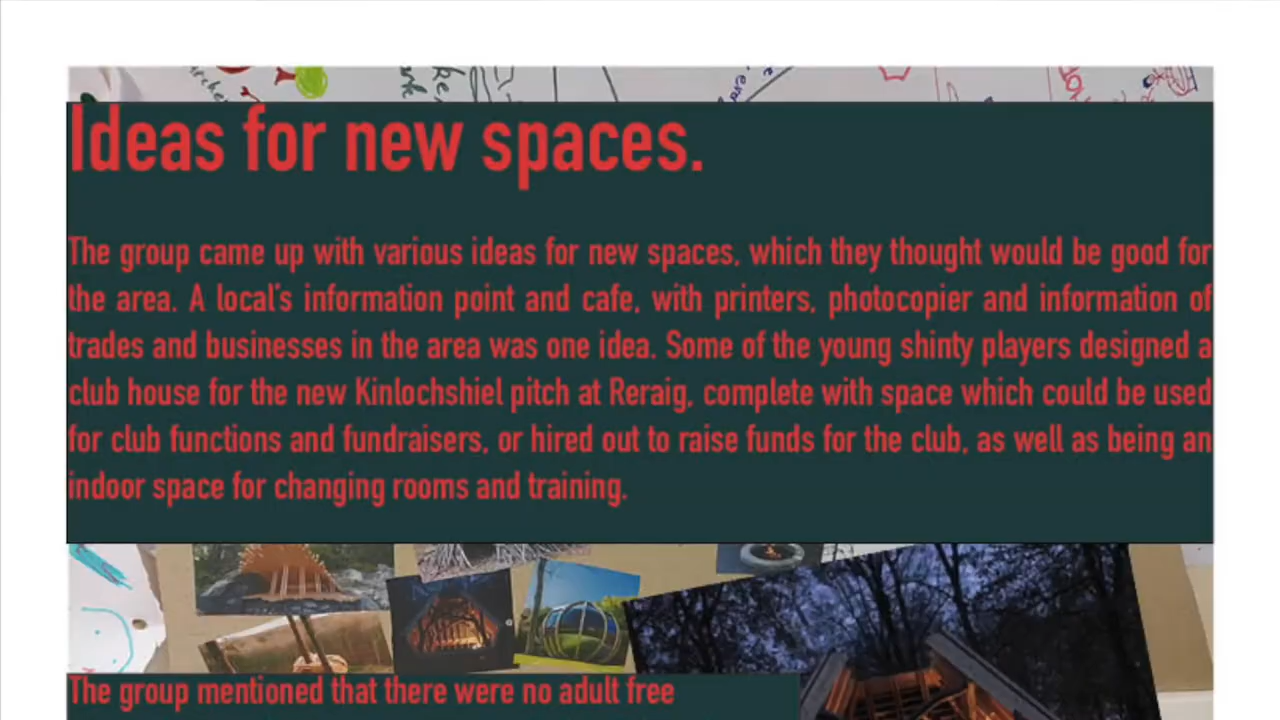 Ideas for new spaces.
The group came up with various ideas for new spaces, which they thought would be good for
the area. A local's information point and cafe, with printers, photocopier and information of
trades and businesses in the area was one idea. Some of the young shinty players designed a
club house for the new Kinlochshiel pitch at Reraig, complete with space which could be used
for club functions and fundraisers, or hired out to raise funds for the club, as well as being an
indoor space for changing rooms and training.
The group mentioned that there were no adult free